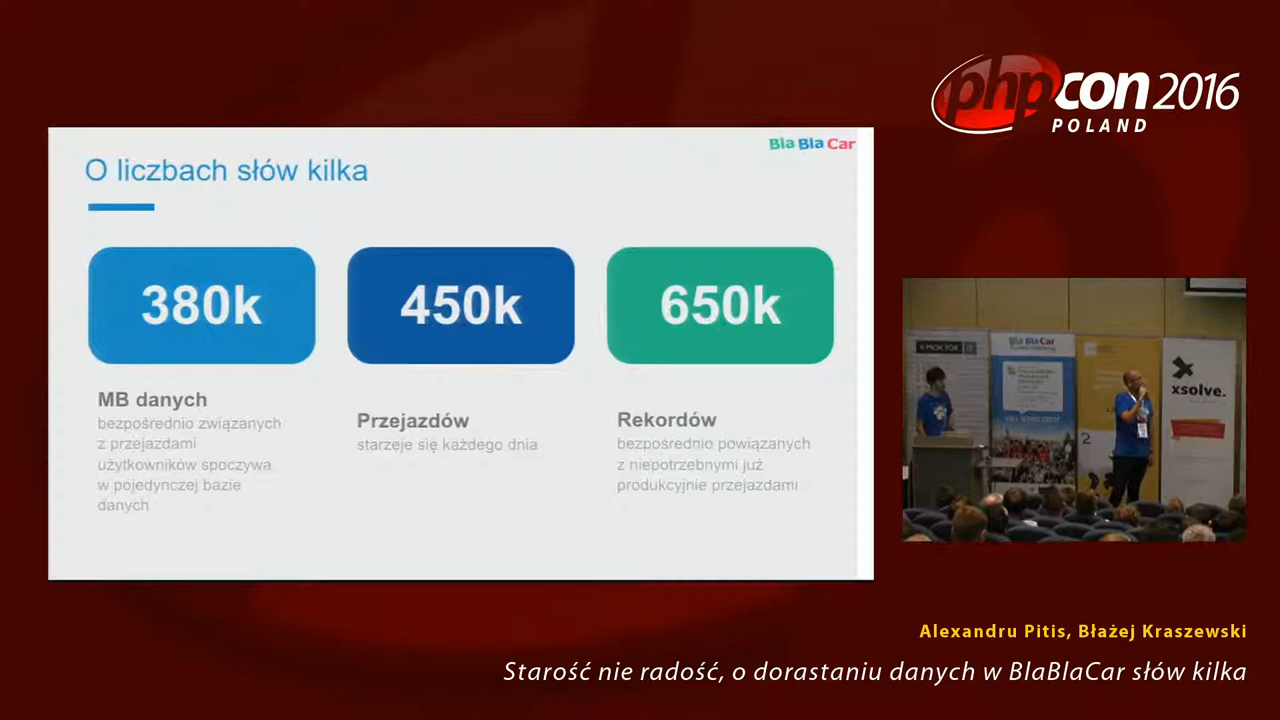 phpcon 2016
POLAND
Bla Bla Car
O liczbach słów kilka
380k
450k
650k
MB danych
bezpośrednio związanych
z przejazdami
użytkowników spoczywa
w pojedynczej bazie
danych
Przejazdów
starzeje się każdego dnia
Rekordów
bezpośrednio powiązanych
z niepotrzebnymi już
produkcyjnie przejazdami
Bla Bla Car
2
xsolve.
Alexandru Pitis, Błażej Kraszewski
Starość nie radość, o dorastaniu danych w BlaBlaCar słów kilka